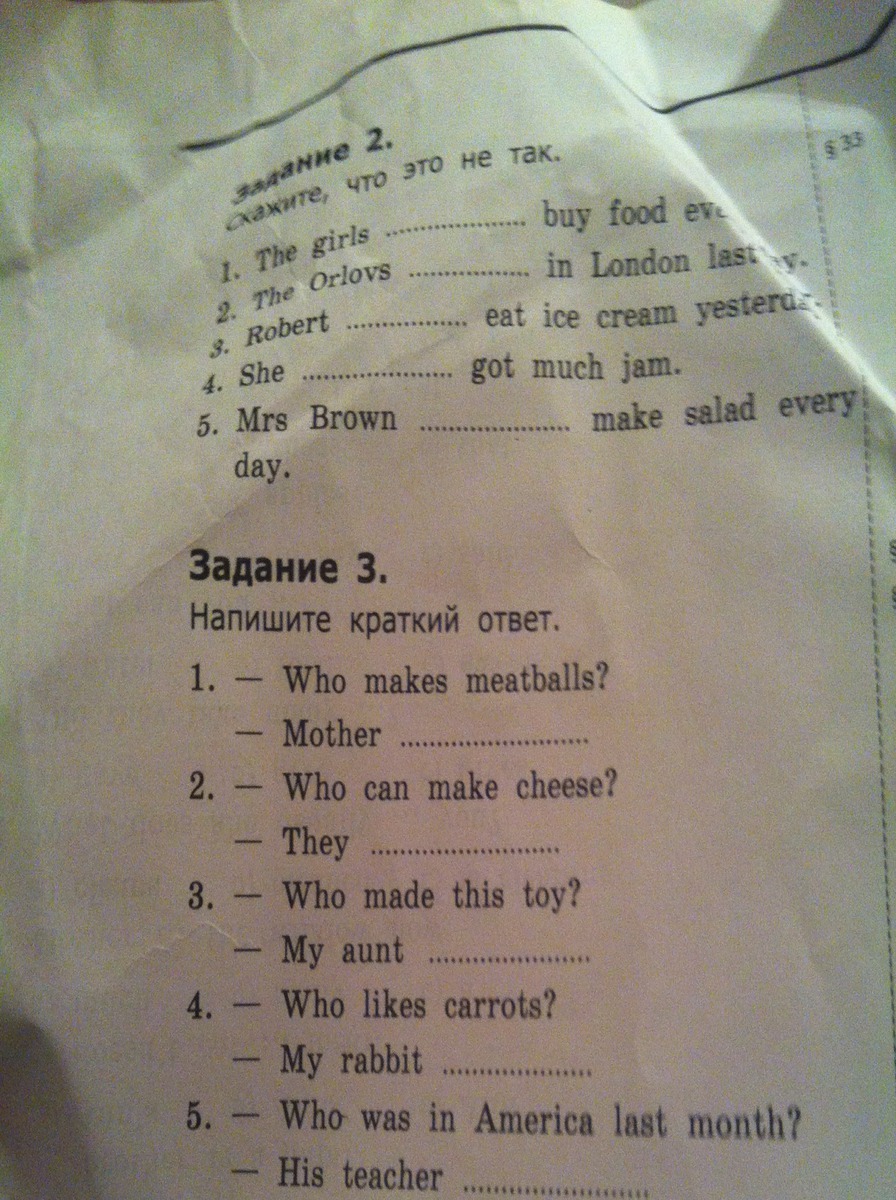 Задание 2.
Скажите, что это не так.
§ 33
1. The girls .................... buy food
2. The Orlovs ................. in London last
3. Robert ................. eat ice cream
4. She ..................... got much jam.
5. Mrs Brown ..................... make salad every
day.
Задание 3.
Напишите краткий ответ.
1. — Who makes meatballs?
— Mother ..........................
2. — Who can make cheese?
— They ..........................
3. — Who made this toy?
— My aunt ......................
4. — Who likes carrots?
— My rabbit .....................
5. — Who was in America last month?
— His teacher ..........................